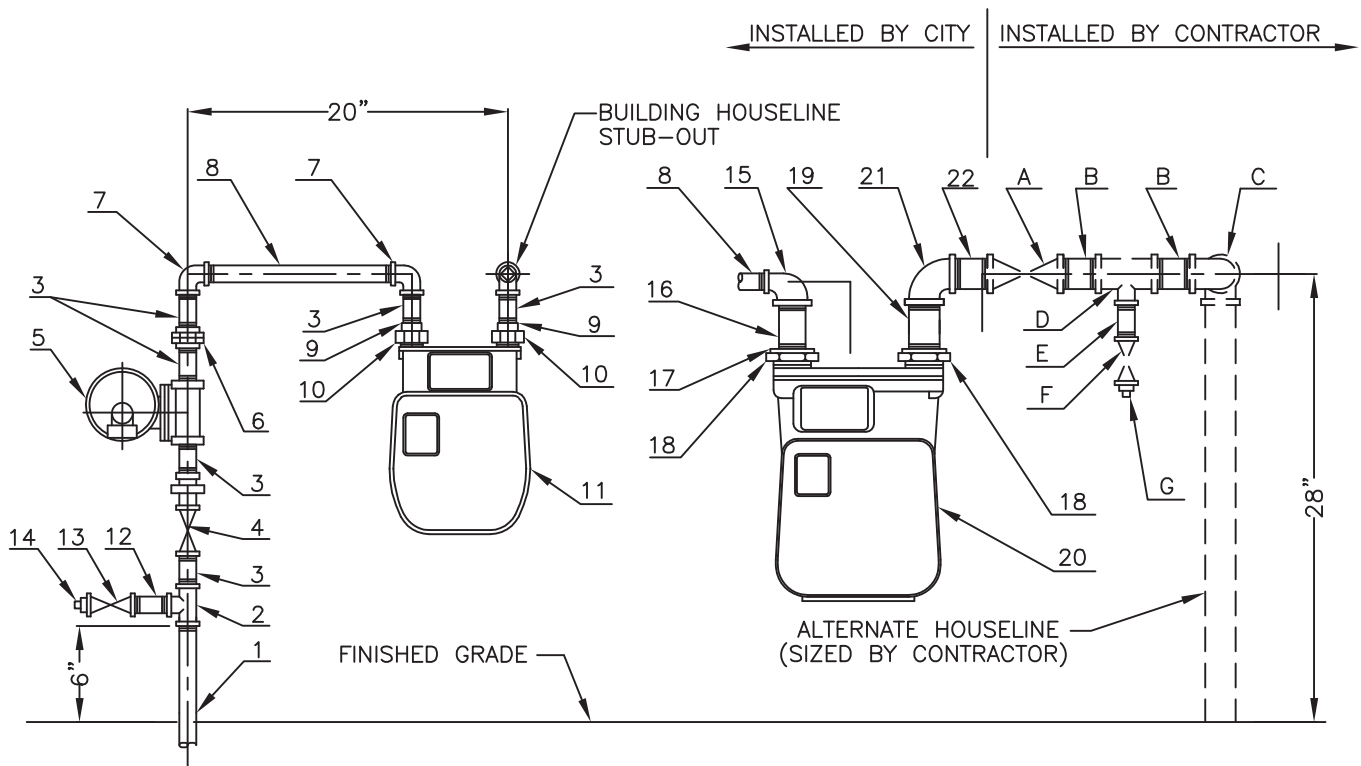 INSTALLED BY CITY
INSTALLED BY CONTRACTOR
20”
BUILDING HOUSELINE
STUB-OUT
7
8
7
8
15
19
21
22
A
B
B
C
3
3
3
16
5
9
9
D
E
10
10
17
F
6
18
3
11
18
G
28”
14
13
12
4
3
20
2
ALTERNATE HOUSELINE
(SIZED BY CONTRACTOR)
6”
1
FINISHED GRADE